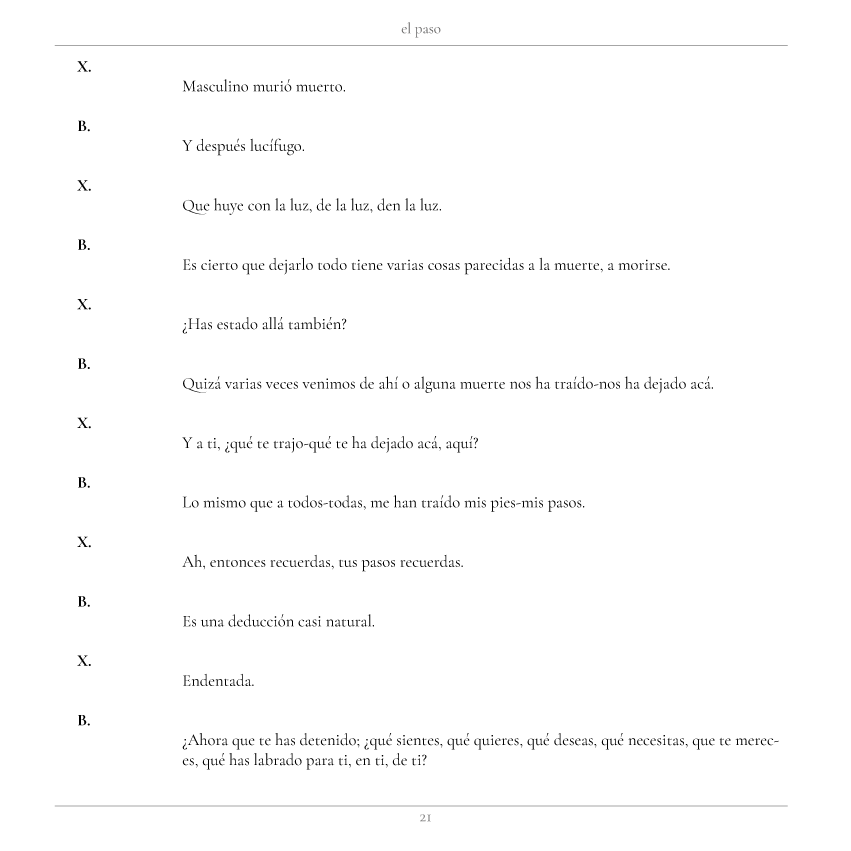 el paso
X.
Masculino murió muerto.
B.
Y después lucífugo.
X.
Que huye con la luz, de la luz, den la luz.
B.
Es cierto que dejarlo todo tiene varias cosas parecidas a la muerte, a morirse.
X.
¿Has estado allá también?
B.
Quizá varias veces venimos de ahí o alguna muerte nos ha traído-nos ha dejado acá.
X.
Y a ti, ¿qué te trajo-qué te ha dejado acá, aquí?
B.
Lo mismo que a todos-todas, me han traído mis pies-mis pasos.
X.
Ah, entonces recuerdas, tus pasos recuerdas.
B.
Es una deducción casi natural.
X.
Endentada.
B.
¿Ahora que te has detenido; ¿qué sientes, qué quieres, qué deseas, qué necesitas, que te merec-
es, qué has labrado para ti, en ti, de ti?
21